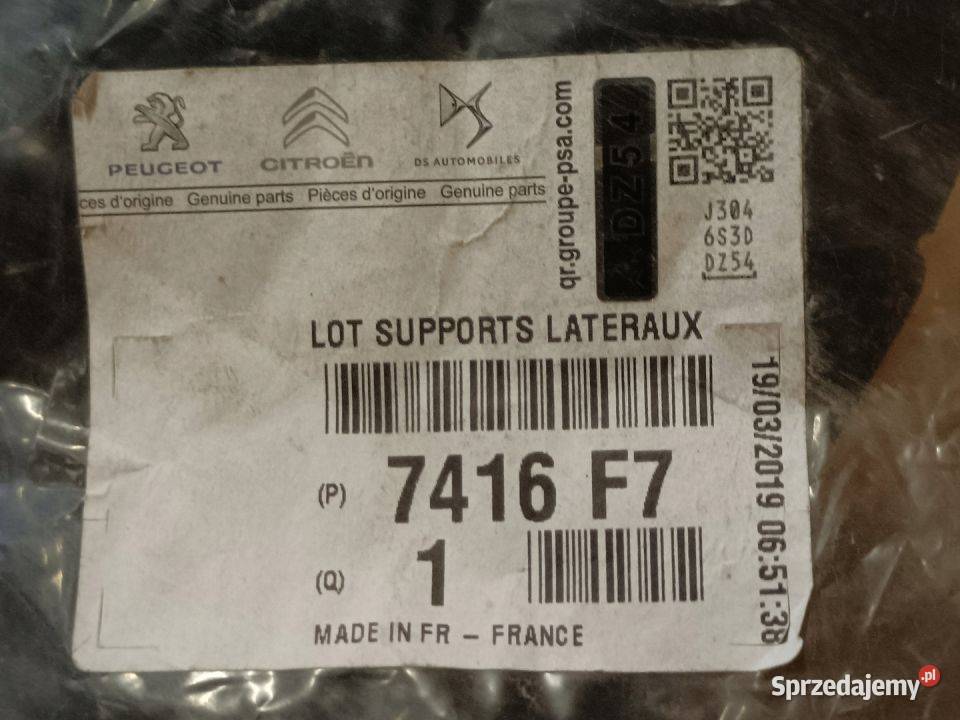 PEUGEOT
CITROËN
DS AUTOMOBILES
ces d'origine Genuine parts Pièces d'origine Genuine parts
qr.groupe-psa.com
DZ54
J304
6S3D
DZ54
LOT SUPPORTS LATERAUX
(P) 7416 F7
(Q) 1
MADE IN FR – FRANCE
19/03/2019 06:51:38
Sprzedajemy.pl